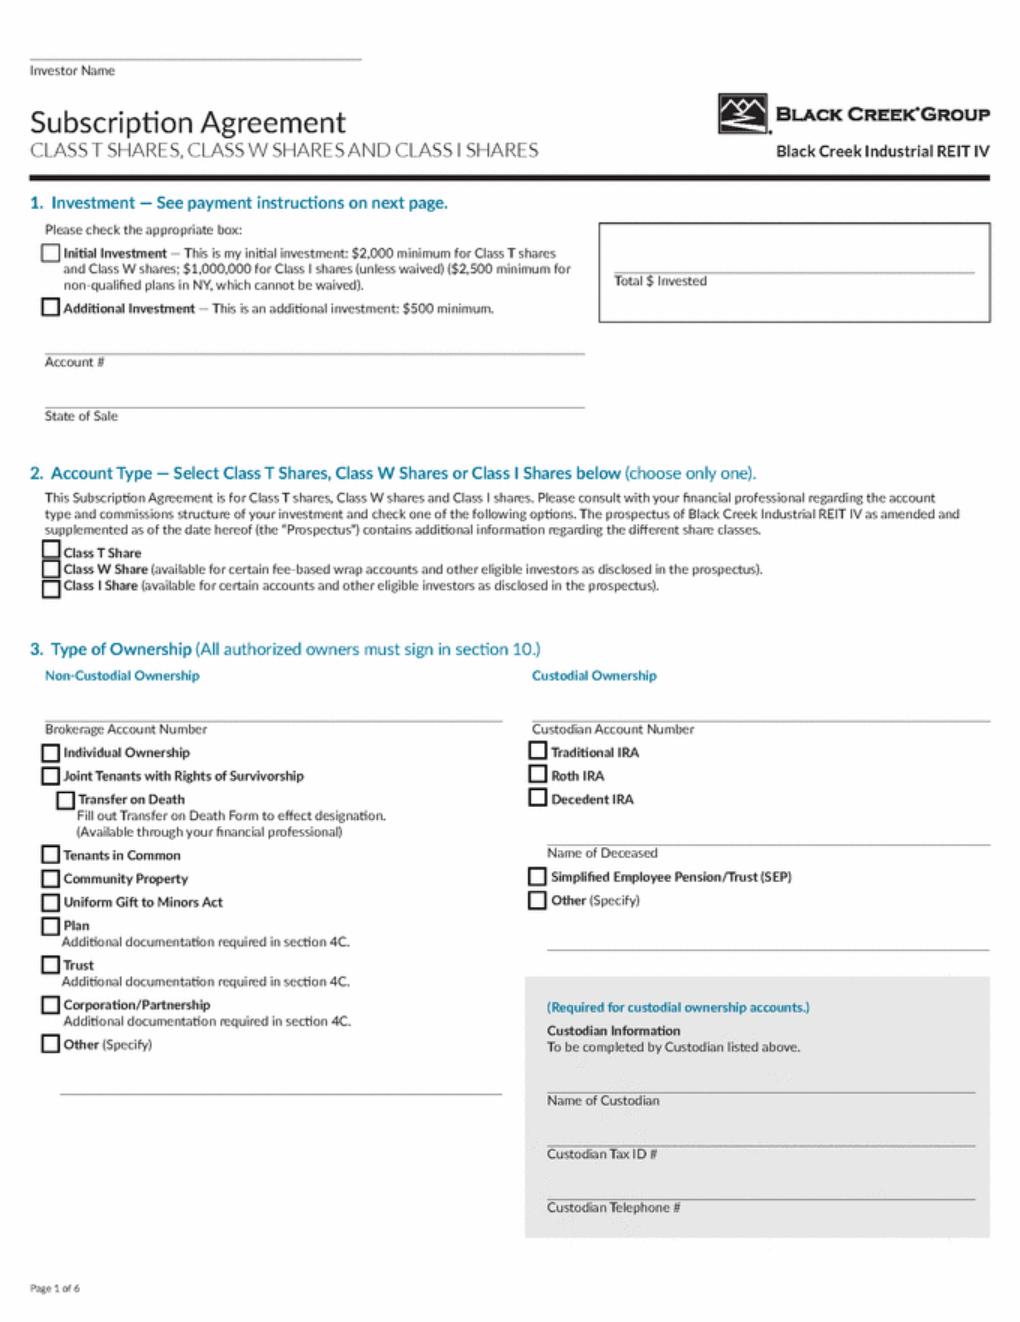 Investor Name
Subscription Agreement
CLASS T SHARES, CLASS W SHARES AND CLASS I SHARES
BLACK CREEK GROUP
Black Creek Industrial REIT IV
1. Investment — See payment instructions on next page.
Please check the appropriate box:
Initial Investment — This is my initial investment: $2,000 minimum for Class T shares
and Class W shares; $1,000,000 for Class I shares (unless waived) ($2,500 minimum for
non-qualified plans in NY, which cannot be waived).
Additional Investment — This is an additional investment: $500 minimum.
Total $ Invested
Account #
State of Sale
2. Account Type — Select Class T Shares, Class W Shares or Class I Shares below (choose only one).
This Subscription Agreement is for Class T shares, Class W shares and Class I shares. Please consult with your financial professional regarding the account
type and commissions structure of your investment and check one of the following options. The prospectus of Black Creek Industrial REIT IV as amended and
supplemented as of the date hereof (the “Prospectus”) contains additional information regarding the different share classes.
Class T Share
Class W Share (available for certain fee-based wrap accounts and other eligible investors as disclosed in the prospectus).
Class I Share (available for certain accounts and other eligible investors as disclosed in the prospectus).
3. Type of Ownership (All authorized owners must sign in section 10.)
Non-Custodial Ownership
Brokerage Account Number
Individual Ownership
Joint Tenants with Rights of Survivorship
Transfer on Death
Fill out Transfer on Death Form to effect designation.
(Available through your financial professional)
Tenants in Common
Community Property
Uniform Gift to Minors Act
Plan
Additional documentation required in section 4C.
Trust
Additional documentation required in section 4C.
Corporation/Partnership
Additional documentation required in section 4C.
Other (Specify)
Custodial Ownership
Custodian Account Number
Traditional IRA
Roth IRA
Decedent IRA
Name of Deceased
Simplified Employee Pension/Trust (SEP)
Other (Specify)
(Required for custodial ownership accounts.)
Custodian Information
To be completed by Custodian listed above.
Name of Custodian
Custodian Tax ID #
Custodian Telephone #
Page 1 of 6